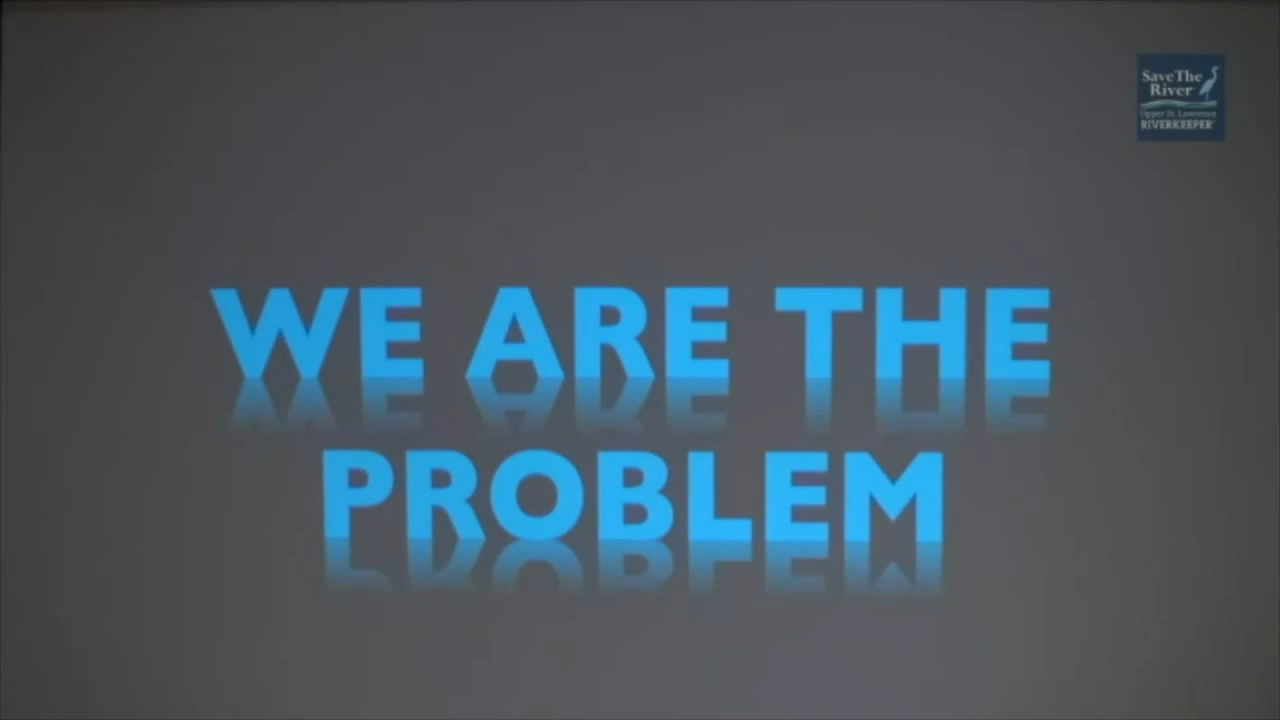 Save The
River
Upper St. Lawrence
RIVERKEEPER
WE ARE THE
PROBLEM